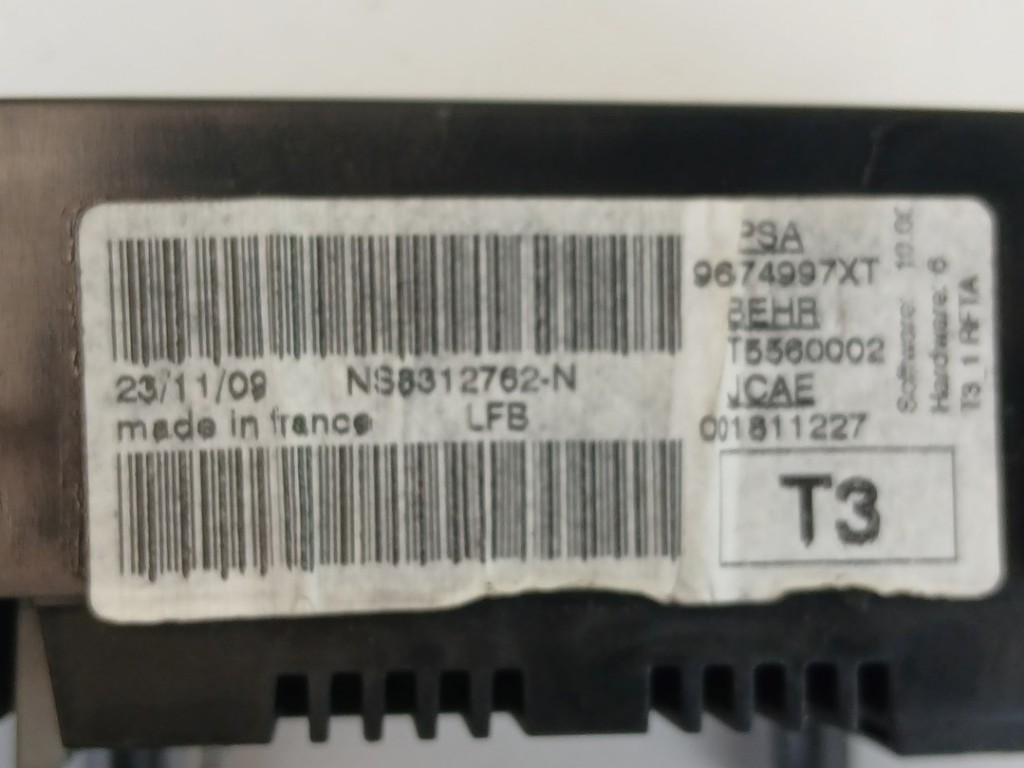 23/11/09 NS8312762-N
made in france LFB
PSA
9674997XT
BEHR
T5560002
JCAE
001811227
T3
Software: 10.00
Hardware: 6
T3_1 RFTA